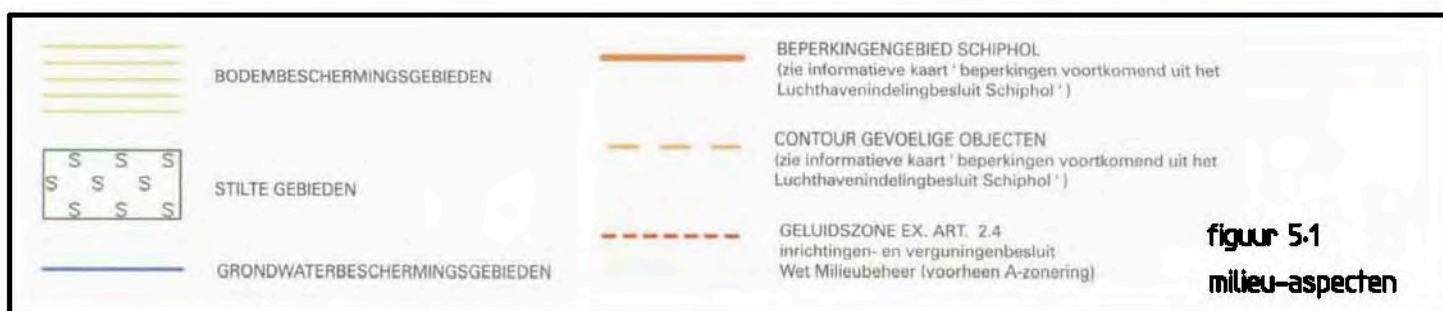 BODEMBESCHERMINGSGEBIEDEN
S S S
S S S
S S S
STILTE GEBIEDEN
GRONDWATERBESCHERMINGSGEBIEDEN
BEPERKINGENGEBIED SCHIPHOL
(zie informatieve kaart ' beperkingen voortkomend uit het
Luchthavenindelingbesluit Schiphol ' )
CONTOUR GEVOELIGE OBJECTEN
(zie informatieve kaart ' beperkingen voortkomend uit het
Luchthavenindelingbesluit Schiphol ' )
GELUIDSZONE EX. ART. 2.4
inrichtingen- en verguningenbesluit
Wet Milieubeheer (voorheen A-zonering)
figuur 5.1
milieu-aspecten